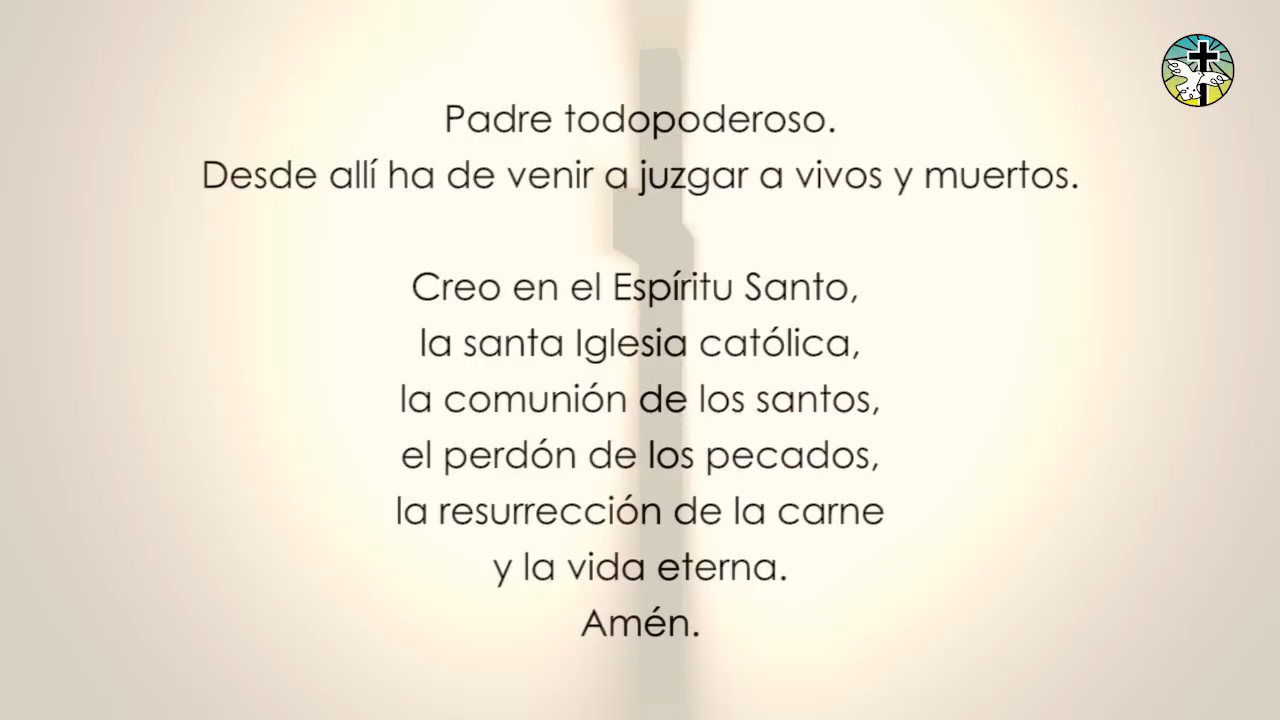 Padre todopoderoso.
Desde allí ha de venir a juzgar a vivos y muertos.
Creo en el Espíritu Santo,
la santa Iglesia católica,
la comunión de los santos,
el perdón de los pecados,
la resurrección de la carne
y la vida eterna.
Amén.